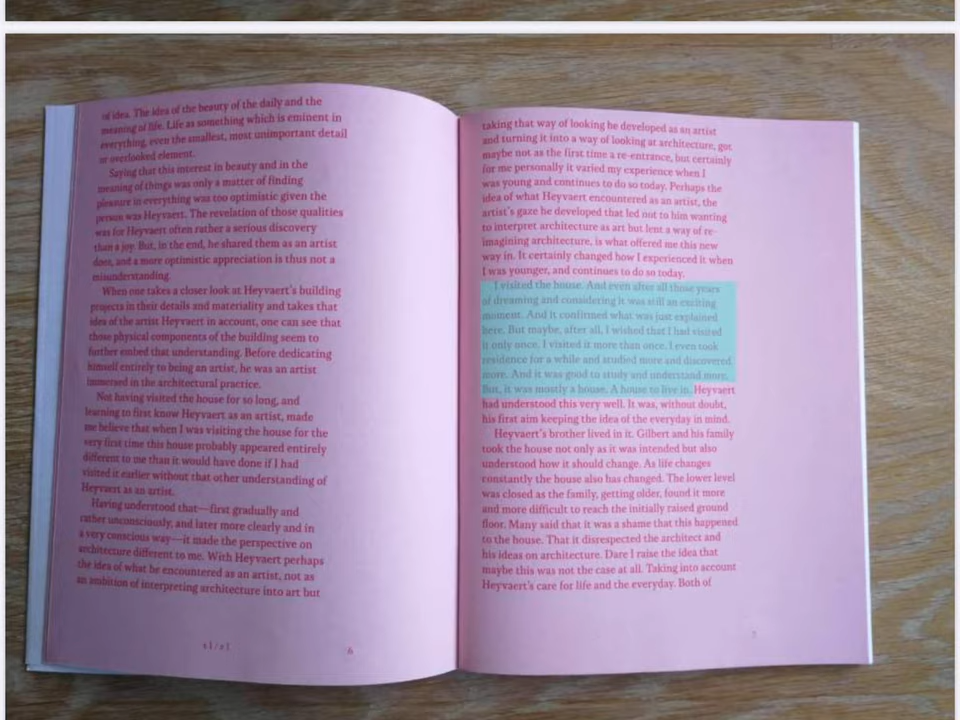 of idea. The idea of the beauty of the daily and the
meaning of life. Life as something which is eminent in
everything, even the smallest, most unimportant detail
or overlooked element.
Saying that this interest in beauty and in the
meaning of things was only a matter of finding
pleasure in everything was too optimistic given the
person was Heyvaert. The revelation of those qualities
was for Heyvaert often rather a serious discovery
than a joy. But, in the end, he shared them as an artist
does, and a more optimistic appreciation is thus not a
misunderstanding.
When one takes a closer look at Heyvaert's building
projects in their details and materiality and takes that
idea of the artist Heyvaert in account, one can see that
those physical components of the building seem to
further embed that understanding. Before dedicating
himself entirely to being an artist, he was an artist
immersed in the architectural practice.
Not having visited the house for so long, and
learning to first know Heyvaert as an artist, made
me believe that when I was visiting the house for the
very first time this house probably appeared entirely
different to me than it would have done if I had
visited it earlier without that other understanding of
Heyvaert as an artist.
Having understood that—first gradually and
rather unconsciously, and later more clearly and in
a very conscious way—it made the perspective on
architecture different to me. With Heyvaert perhaps
the idea of what he encountered as an artist, not as
an ambition of interpreting architecture into art but
6
taking that way of looking he developed as an artist
and turning it into a way of looking at architecture, got
maybe not as the first time a re-entrance, but certainly
for me personally it varied my experience when I
was young and continues to do so today. Perhaps the
idea of what Heyvaert encountered as an artist, the
artist's gaze he developed that led not to him wanting
to interpret architecture as art but lent a way of re-
imagining architecture, is what offered me this new
way in. It certainly changed how I experienced it when
I was younger, and continues to do so today.
I visited the house. And even after all those years
of dreaming and considering it was still an exciting
moment. And it confirmed what was just explained
here. But maybe, after all, I wished that I had visited
it only once. I visited it more than once. I even took
residence for a while and studied more and discovered
more. And it was good to study and understand more.
But, it was mostly a house. A house to live in. Heyvaert
had understood this very well. It was, without doubt,
his first aim keeping the idea of the everyday in mind.
Heyvaert's brother lived in it. Gilbert and his family
took the house not only as it was intended but also
understood how it should change. As life changes
constantly the house also has changed. The lower level
was closed as the family, getting older, found it more
and more difficult to reach the initially raised ground
floor. Many said that it was a shame that this happened
to the house. That it disrespected the architect and
his ideas on architecture. Dare I raise the idea that
maybe this was not the case at all. Taking into account
Heyvaert's care for life and the everyday. Both of
7